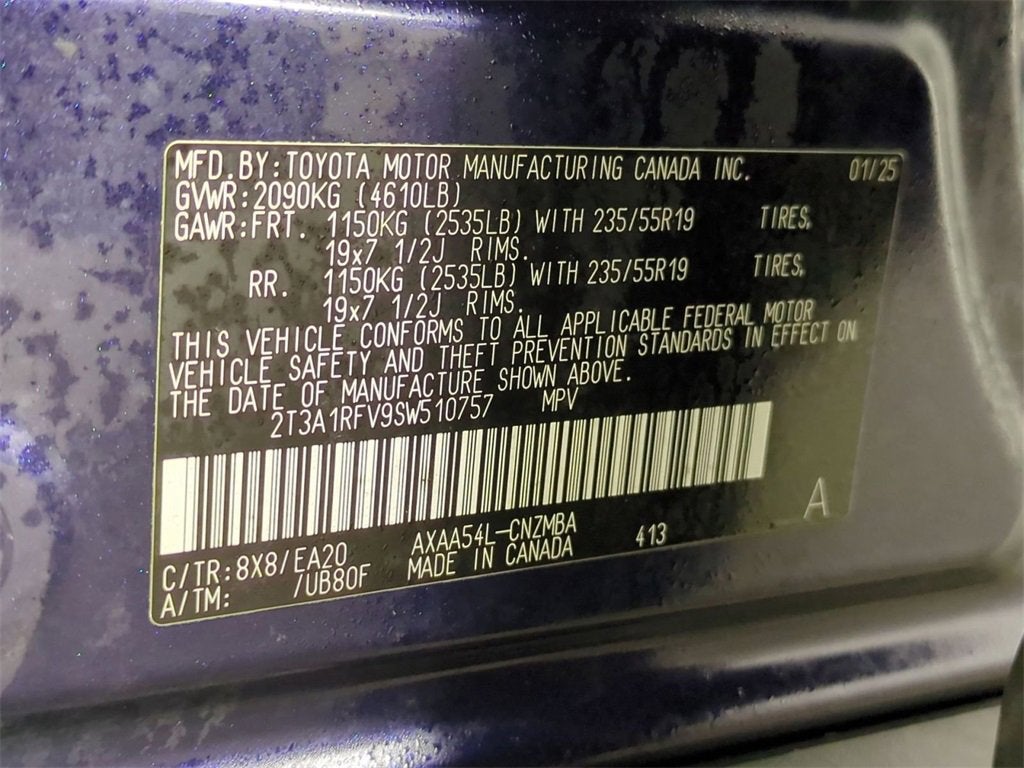 MFD.BY:TOYOTA MOTOR MANUFACTURING CANADA INC. 01/25
GVWR:2090KG (4610LB)
GAWR:FRT. 1150KG (2535LB) WITH 235/55R19 TIRES,
19x7 1/2J RIMS.
RR. 1150KG (2535LB) WITH 235/55R19 TIRES,
19x7 1/2J RIMS.
THIS VEHICLE CONFORMS TO ALL APPLICABLE FEDERAL MOTOR
VEHICLE SAFETY AND THEFT PREVENTION STANDARDS IN EFFECT ON
THE DATE OF MANUFACTURE SHOWN ABOVE.
2T3A1RFV9SW510757 MPV
A
C/TR:8X8/EA20 AXAA54L-CNZMBA 413
A/TM: /UB80F MADE IN CANADA